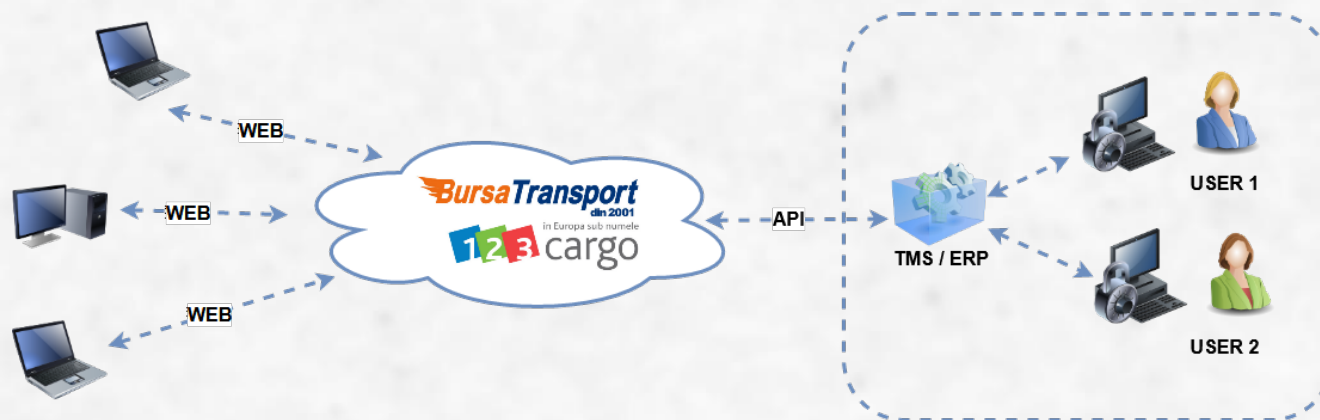 WEB
WEB
WEB
BursaTransport
din 2001
in Europa sub numele
123cargo
API
TMS / ERP
USER 1
USER 2